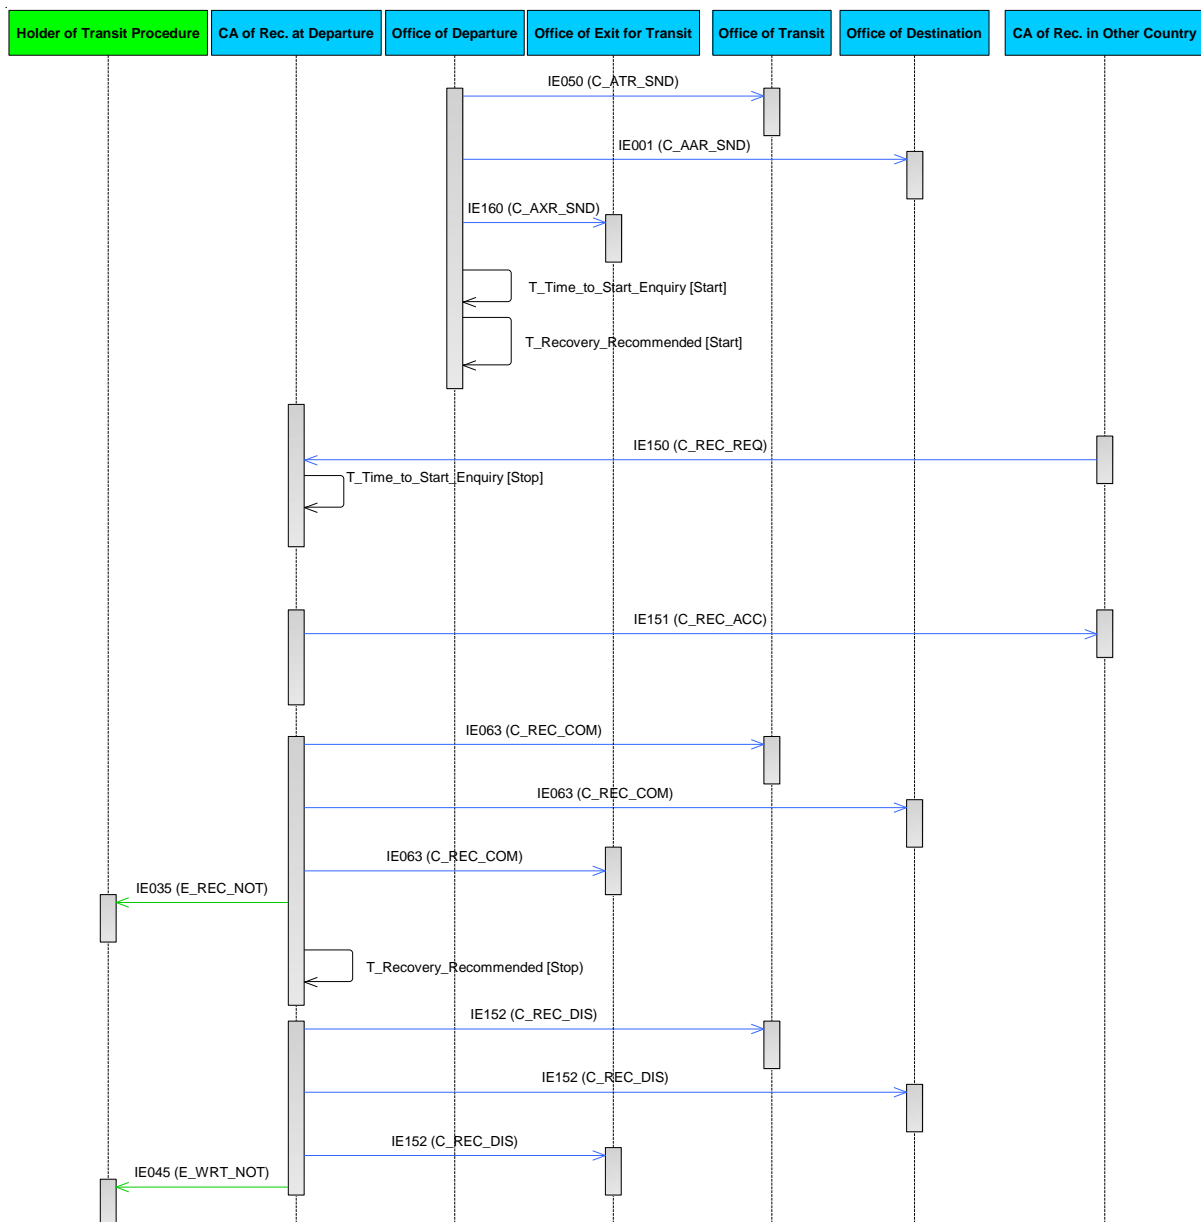 Holder of Transit Procedure
CA of Rec. at Departure
Office of Departure
Office of Exit for Transit
Office of Transit
Office of Destination
CA of Rec. in Other Country
IE050 (C_ATR_SND)
IE001 (C_AAR_SND)
IE160 (C_AXR_SND)
T_Time_to_Start_Enquiry [Start]
T_Recovery_Recommended [Start]
IE150 (C_REC_REQ)
T_Time_to_Start_Enquiry [Stop]
IE151 (C_REC_ACC)
IE063 (C_REC_COM)
IE063 (C_REC_COM)
IE063 (C_REC_COM)
IE035 (E_REC_NOT)
T_Recovery_Recommended [Stop)
IE152 (C_REC_DIS)
IE152 (C_REC_DIS)
IE152 (C_REC_DIS)
IE045 (E_WRT_NOT)